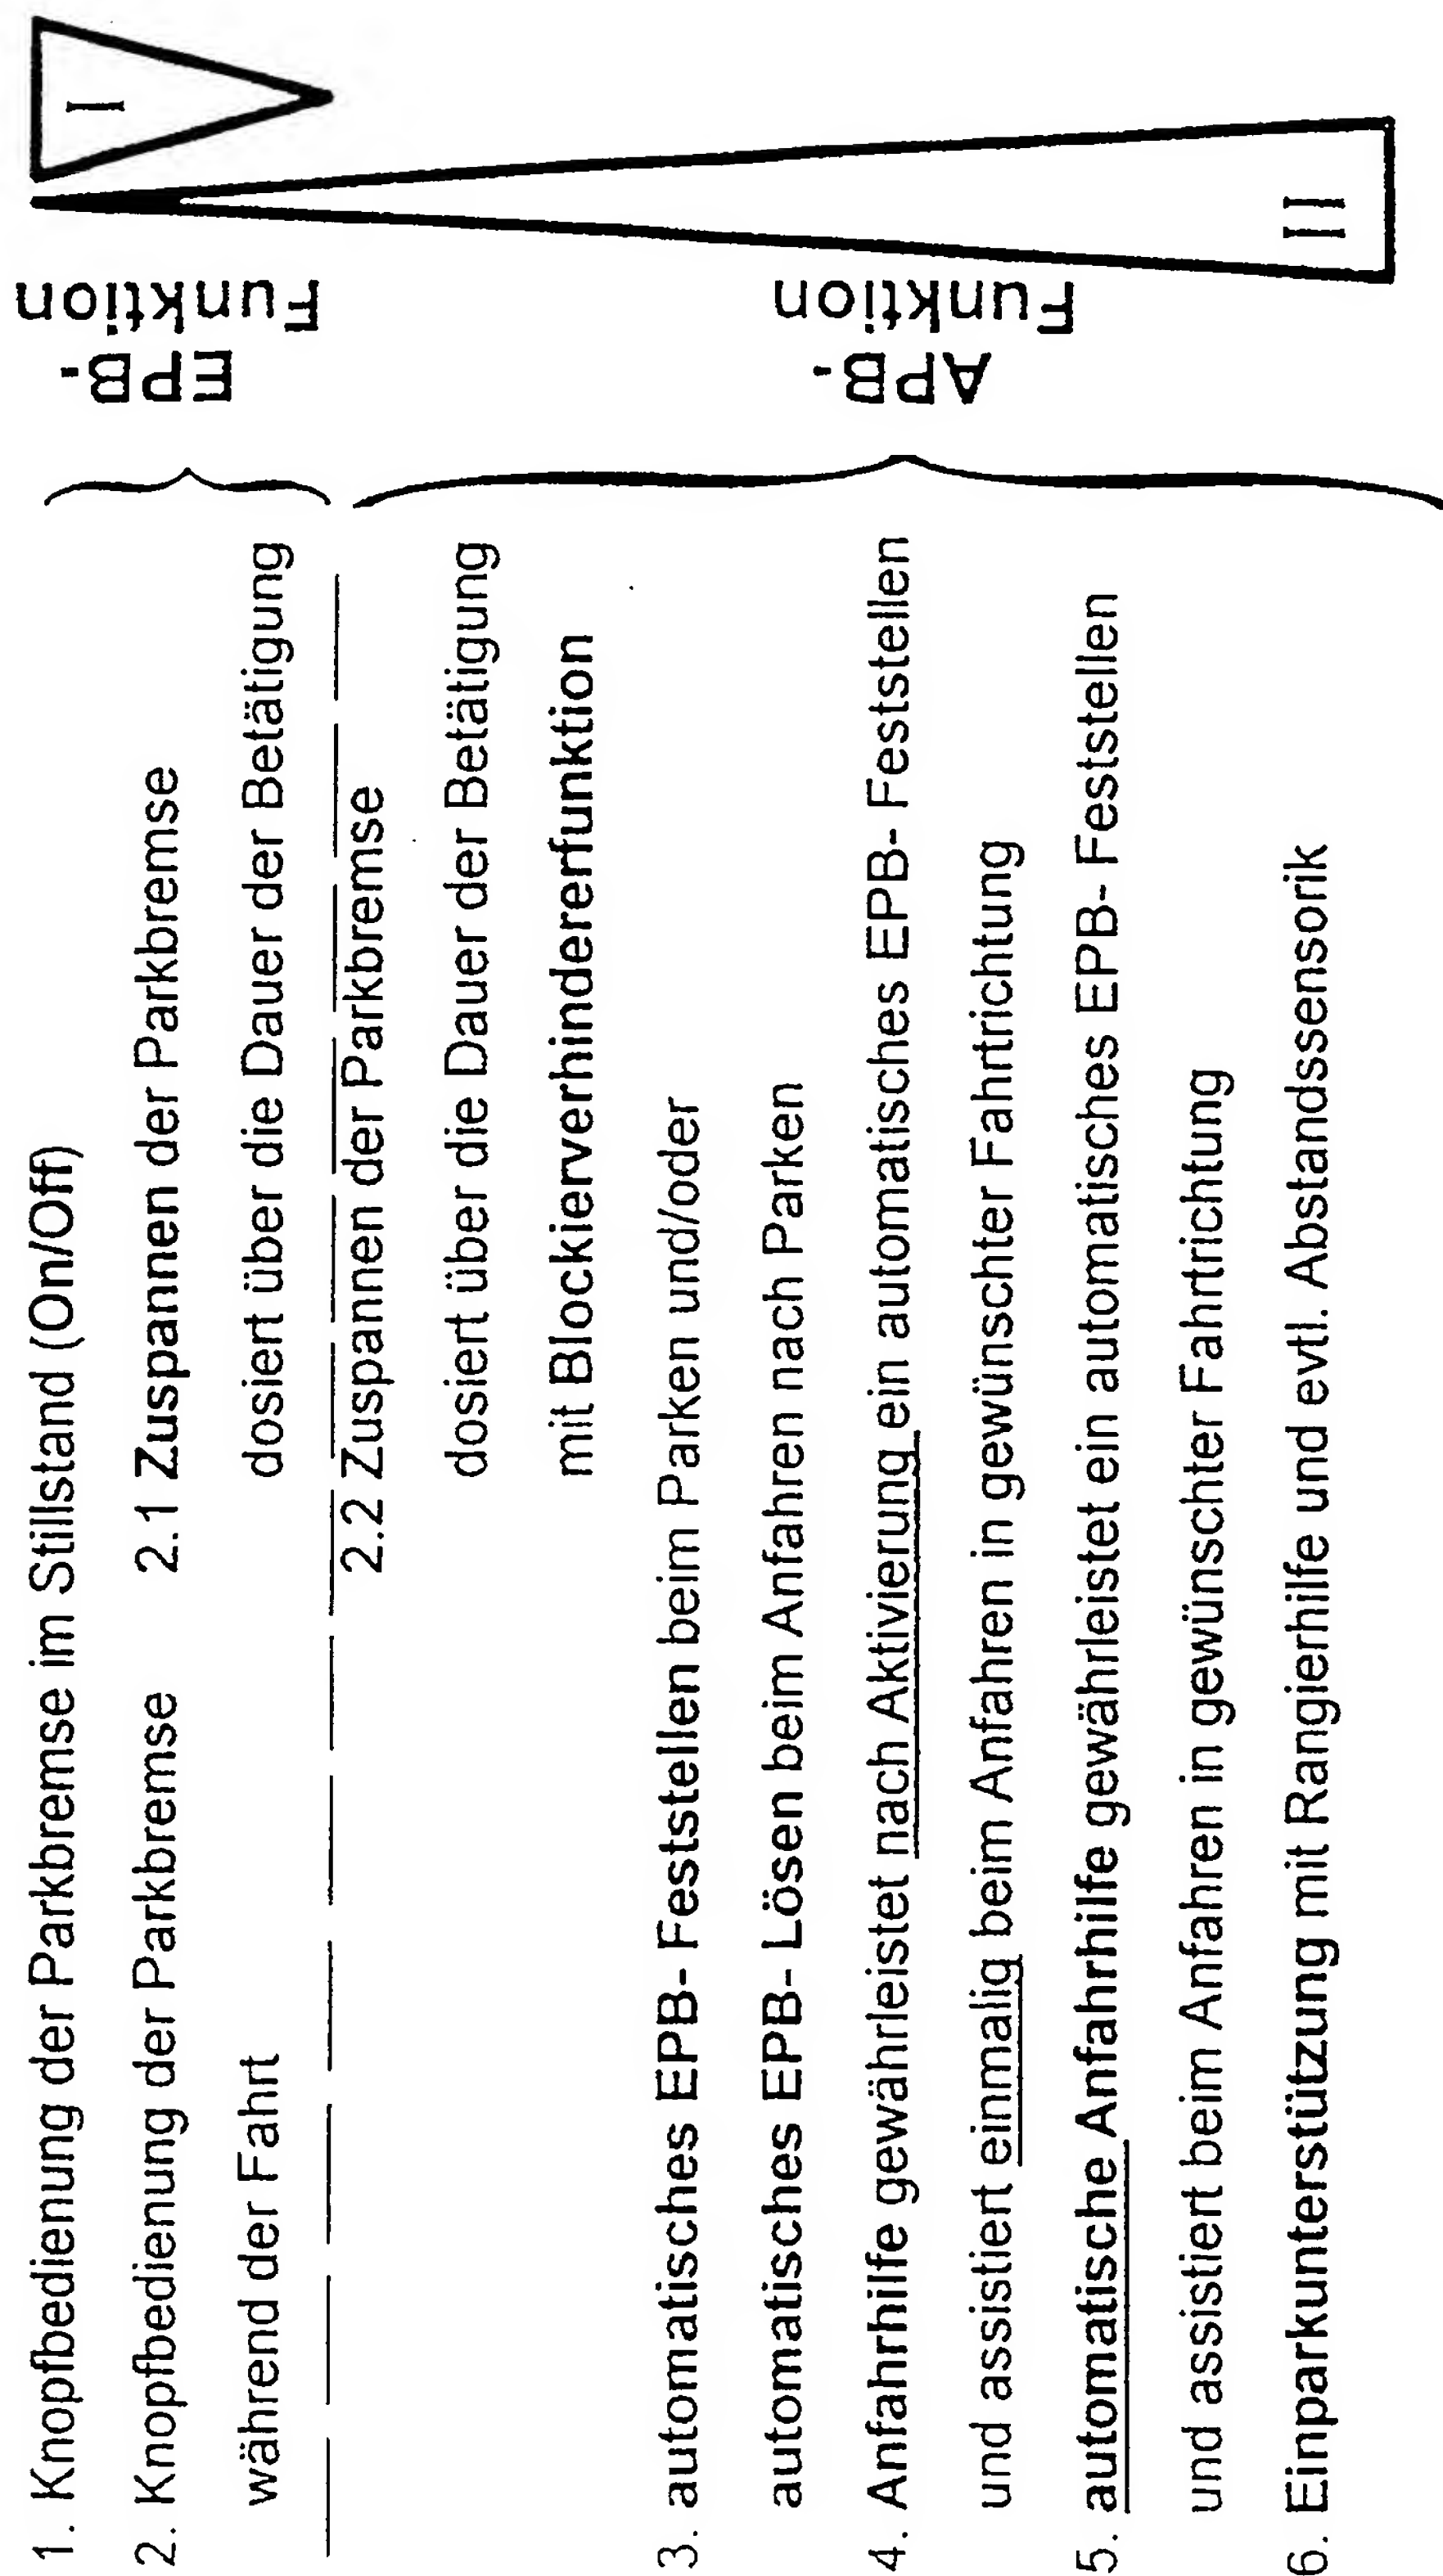 1. Knopfbedienung der Parkbremse im Stillstand (On/Off)
2. Knopfbedienung der Parkbremse 2.1 Zuspannen der Parkbremse
während der Fahrt dosiert über die Dauer der Betätigung
2.2 Zuspannen der Parkbremse
dosiert über die Dauer der Betätigung
mit Blockierverhindererfunktion
3. automatisches EPB- Feststellen beim Parken und/oder
automatisches EPB- Lösen beim Anfahren nach Parken
4. Anfahrhilfe gewährleistet nach Aktivierung ein automatisches EPB- Feststellen
und assistiert einmalig beim Anfahren in gewünschter Fahrtrichtung
5. automatische Anfahrhilfe gewährleistet ein automatisches EPB- Feststellen
und assistiert beim Anfahren in gewünschter Fahrtrichtung
6. Einparkunterstützung mit Rangierhilfe und evtl. Abstandssensorik
EPB-
Funktion
APB-
Funktion
I
II